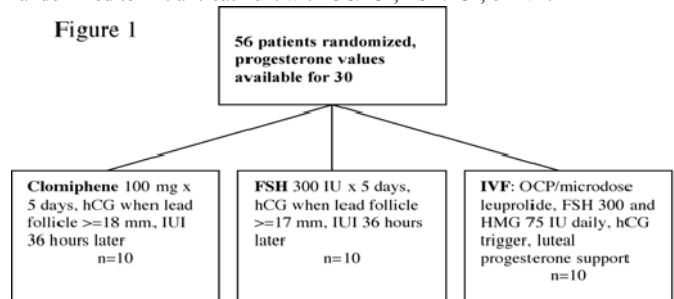 Figure 1
56 patients randomized,
progesterone values
available for 30
Clomiphene 100 mg x
5 days, hCG when lead
follicle >=18 mm, IUI
36 hours later
n=10
FSH 300 IU x 5 days,
hCG when lead follicle
>=17 mm, IUI 36 hours
later
n=10
IVF: OCP/microdose
leuprolide, FSH 300 and
HMG 75 IU daily, hCG
trigger, luteal
progesterone support
n=10